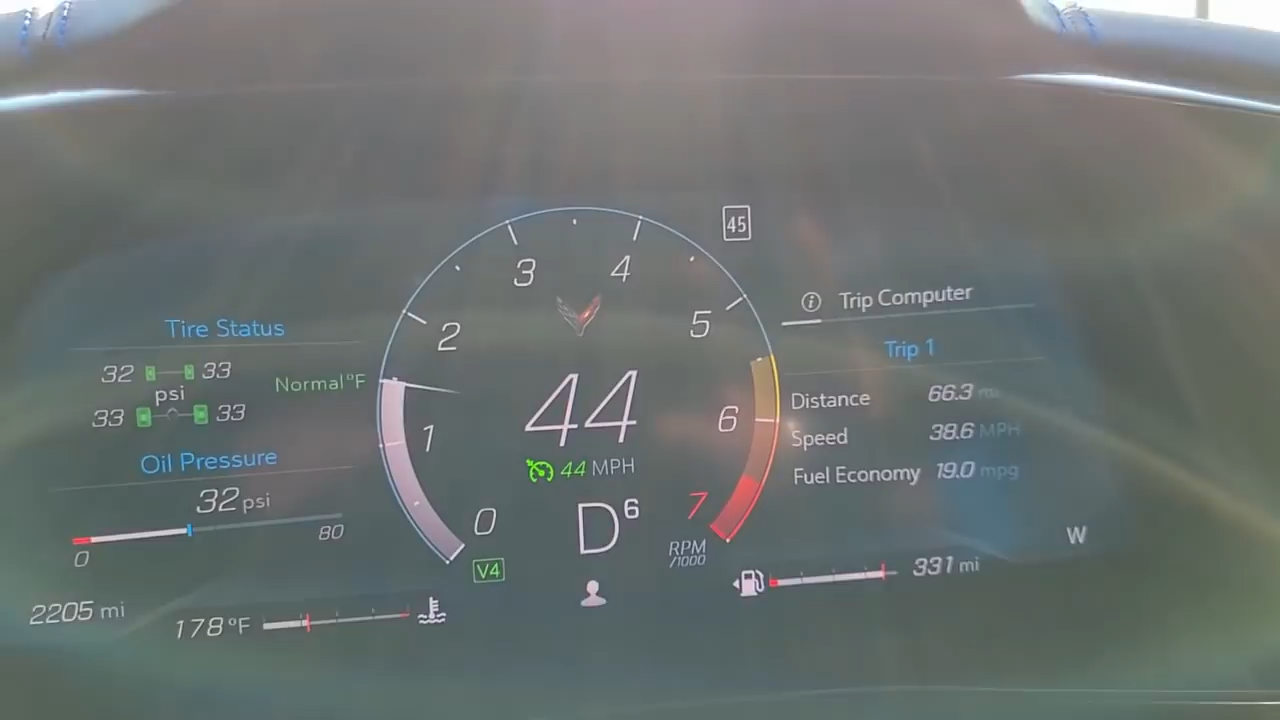 45
3 4
2 5
1 6
0 7
RPM
/1000
44
44 MPH
D6
V4
Tire Status
32 33
psi
33 33
Normal°F
Oil Pressure
32 psi
0 80
2205 mi
178°F
Trip Computer
Trip 1
Distance 66.3 mi
Speed 38.6 MPH
Fuel Economy 19.0 mpg
W
331 mi